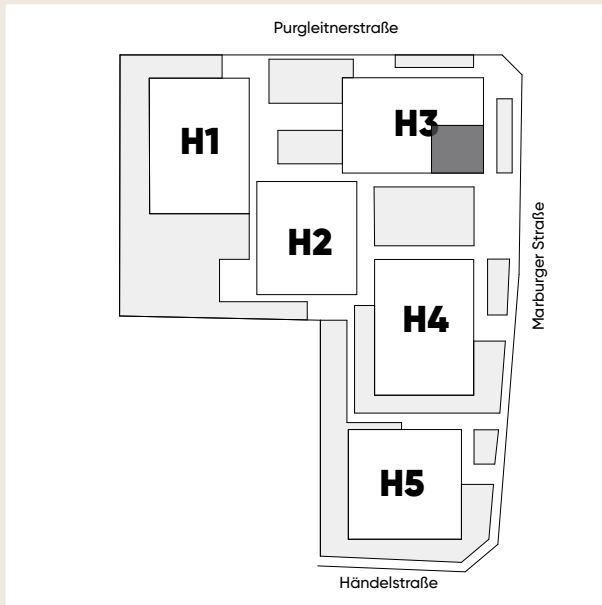 Purgleitnerstraße
H1
H3
H2
Marburger Straße
H4
H5
Händelstraße